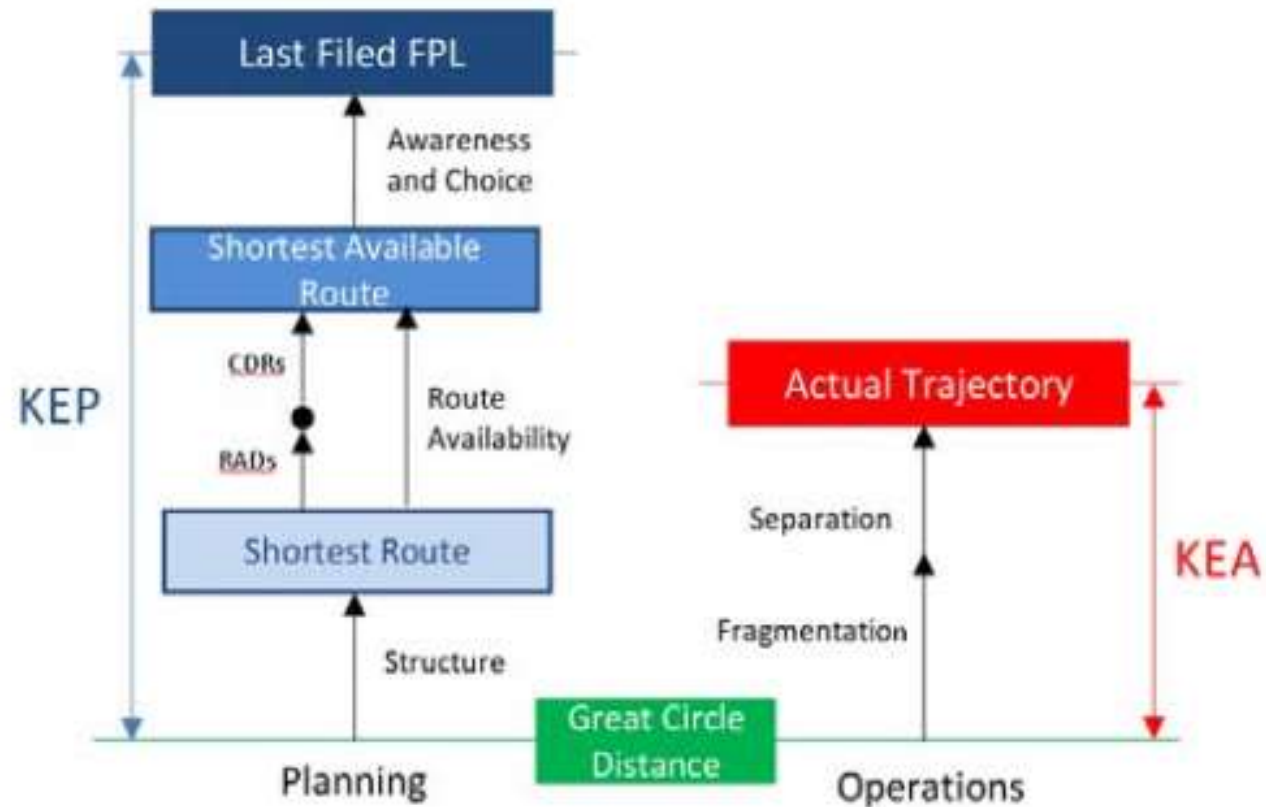 Last Filed FPL
Awareness
and Choice
Shortest Available
Route
CDRs
Route
Availability
RADs
KEP
Shortest Route
Structure
Actual Trajectory
Separation
Fragmentation
KEA
Great Circle
Distance
Planning
Operations